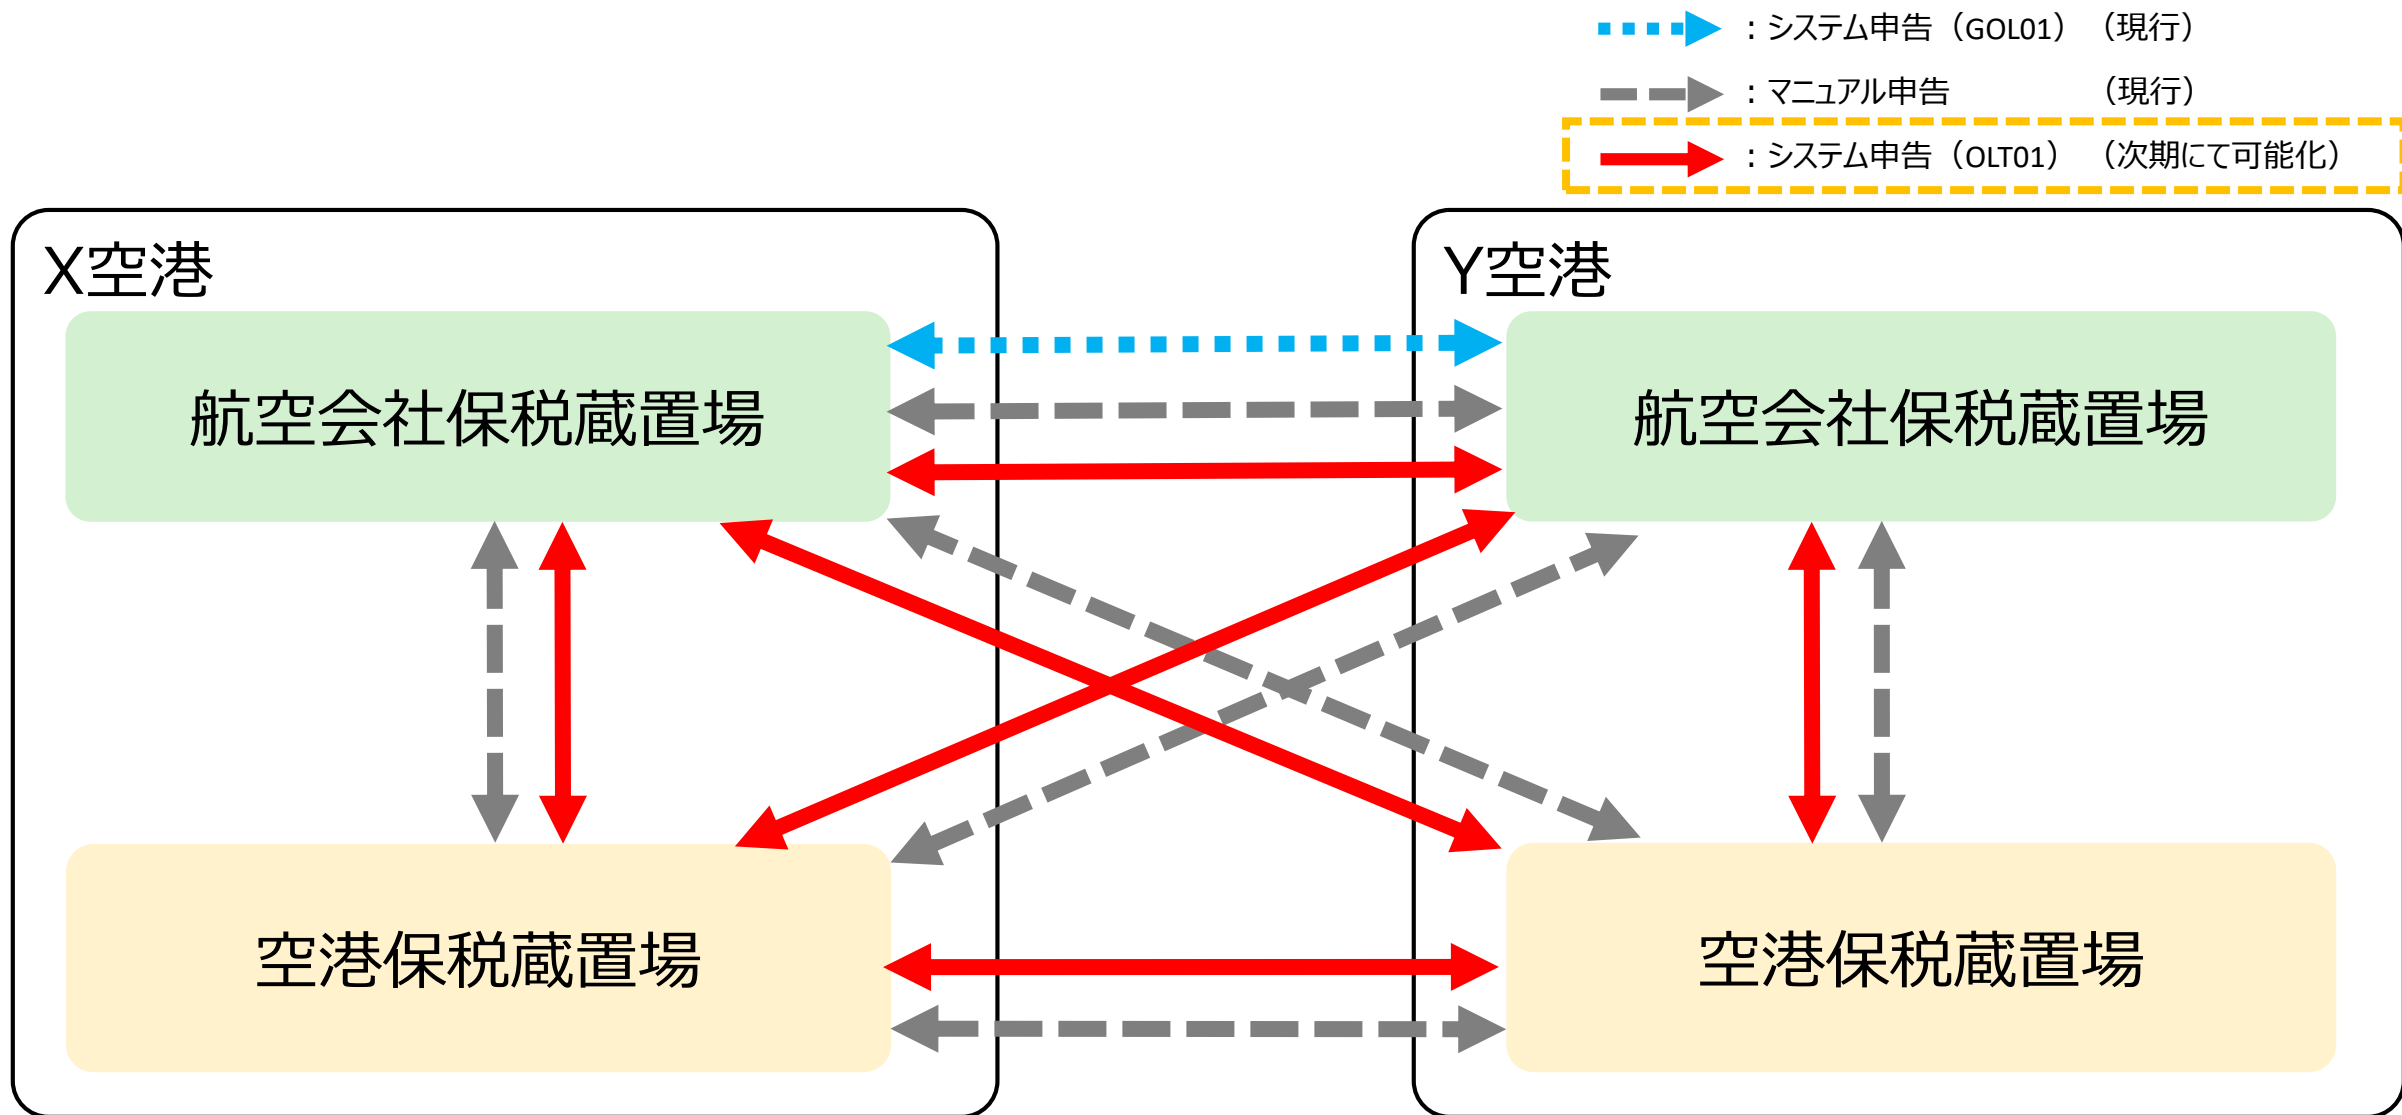 ：システム申告（GOL01）（現行）
：マニュアル申告　　　　（現行）
：システム申告（OLT01）（次期にて可能化）
X空港
Y空港
航空会社保税蔵置場
航空会社保税蔵置場
空港保税蔵置場
空港保税蔵置場